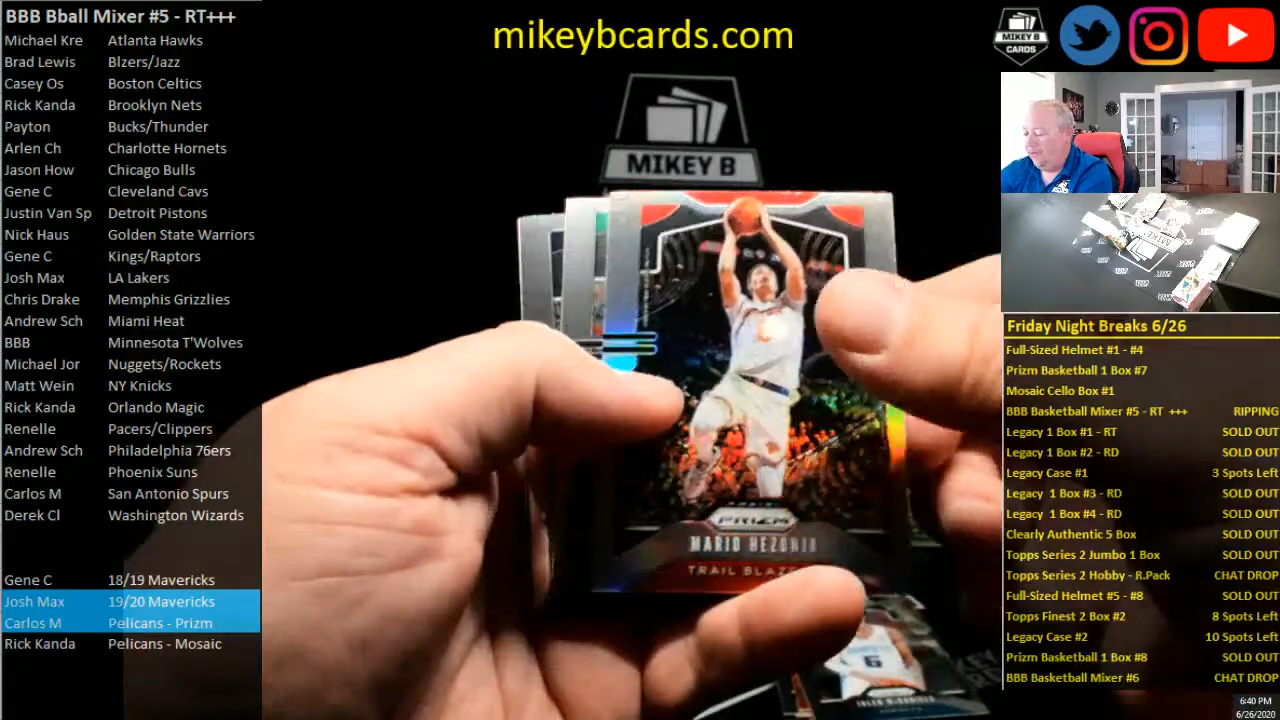 BBB Bball Mixer #5 - RT+++
Michael Kre Atlanta Hawks
Brad Lewis Blzers/Jazz
Casey Os Boston Celtics
Rick Kanda Brooklyn Nets
Payton Bucks/Thunder
Arlen Ch Charlotte Hornets
Jason How Chicago Bulls
Gene C Cleveland Cavs
Justin Van Sp Detroit Pistons
Nick Haus Golden State Warriors
Gene C Kings/Raptors
Josh Max LA Lakers
Chris Drake Memphis Grizzlies
Andrew Sch Miami Heat
BBB Minnesota T'Wolves
Michael Jor Nuggets/Rockets
Matt Wein NY Knicks
Rick Kanda Orlando Magic
Renelle Pacers/Clippers
Andrew Sch Philadelphia 76ers
Renelle Phoenix Suns
Carlos M San Antonio Spurs
Derek Cl Washington Wizards
Gene C 18/19 Mavericks
Josh Max 19/20 Mavericks
Carlos M Pelicans - Prizm
Rick Kanda Pelicans - Mosaic
mikeybcards.com
MIKEY B
PRIZM
MARIO HEZONJA
TRAIL BLAZE
6
MIKEY B
CARDS
Friday Night Breaks 6/26
Full-Sized Helmet #1 - #4
Prizm Basketball 1 Box #7
Mosaic Cello Box #1
BBB Basketball Mixer #5 - RT +++ RIPPING
Legacy 1 Box #1 - RT SOLD OUT
Legacy 1 Box #2 - RD SOLD OUT
Legacy Case #1 3 Spots Left
Legacy 1 Box #3 - RD SOLD OUT
Legacy 1 Box #4 - RD SOLD OUT
Clearly Authentic 5 Box SOLD OUT
Topps Series 2 Jumbo 1 Box SOLD OUT
Topps Series 2 Hobby - R.Pack CHAT DROP
Full-Sized Helmet #5 - #8 SOLD OUT
Topps Finest 2 Box #2 8 Spots Left
Legacy Case #2 10 Spots Left
Prizm Basketball 1 Box #8 SOLD OUT
BBB Basketball Mixer #6 CHAT DROP
6:40 PM
6/26/2020